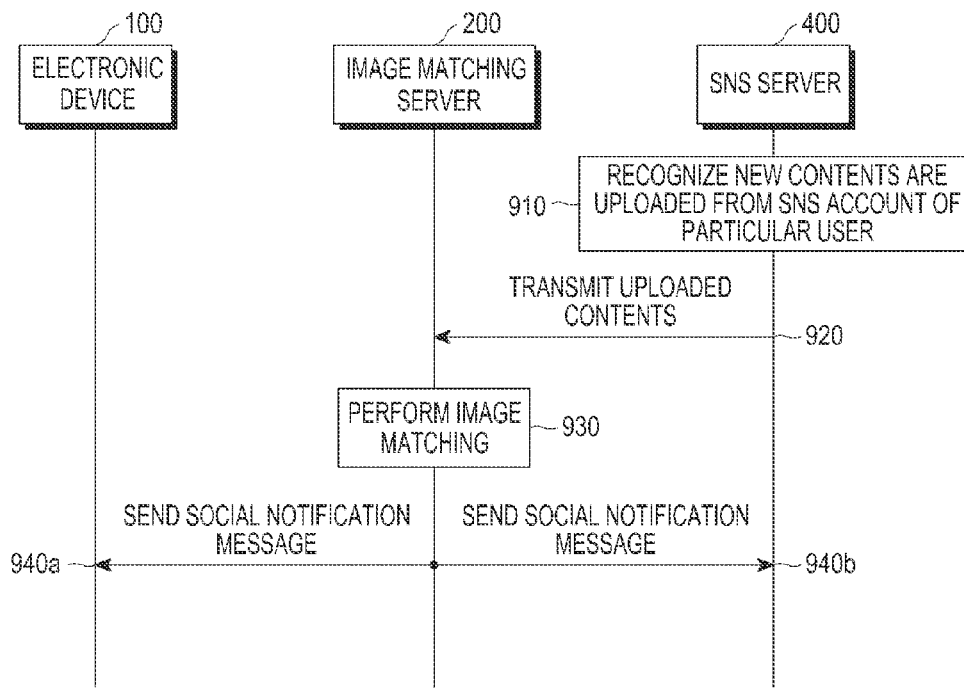 100
200
400
ELECTRONIC
DEVICE
IMAGE MATCHING
SERVER
SNS SERVER
910
RECOGNIZE NEW CONTENTS ARE
UPLOADED FROM SNS ACCOUNT OF
PARTICULAR USER
TRANSMIT UPLOADED
CONTENTS
920
PERFORM IMAGE
MATCHING
930
SEND SOCIAL NOTIFICATION
MESSAGE
SEND SOCIAL NOTIFICATION
MESSAGE
940a
940b